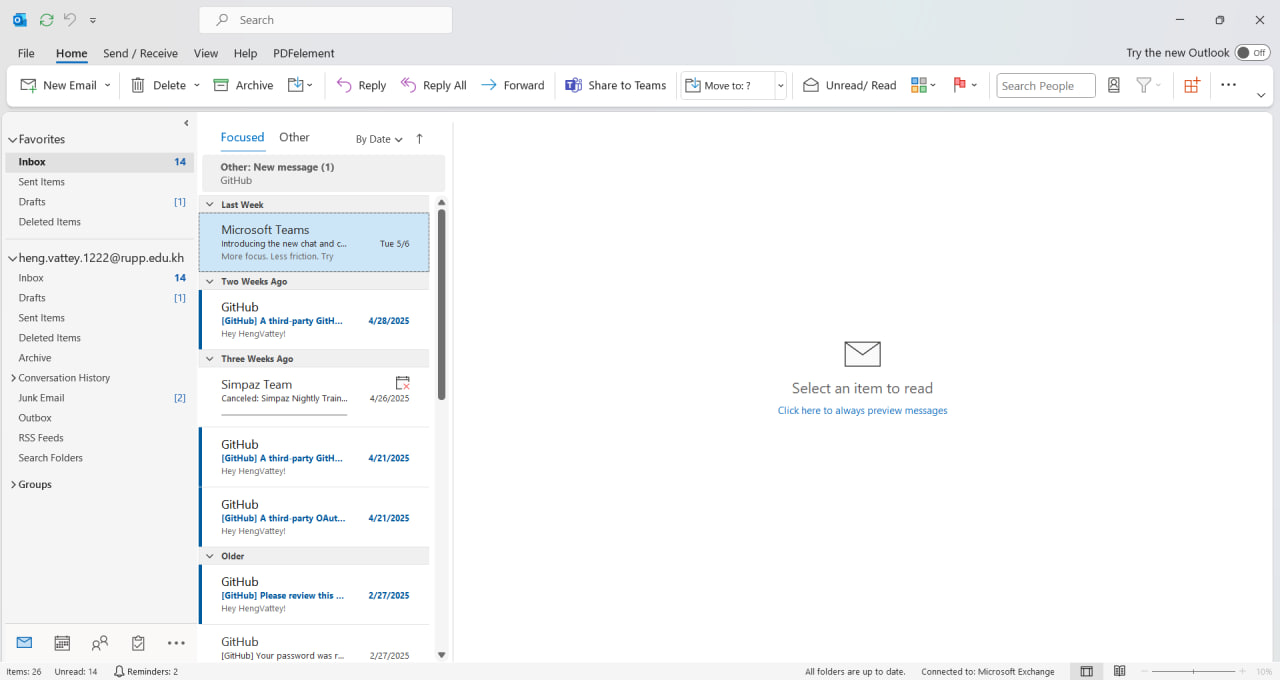 Search
File Home Send / Receive View Help PDFelement Try the new Outlook Off
New Email Delete Archive Reply Reply All Forward Share to Teams Move to: ? Unread/ Read Search People
Favorites
Inbox 14
Sent Items
Drafts [1]
Deleted Items
heng.vattey.1222@rupp.edu.kh
Inbox 14
Drafts [1]
Sent Items
Deleted Items
Archive
Conversation History
Junk Email [2]
Outbox
RSS Feeds
Search Folders
Groups
Focused Other By Date
Other: New message (1)
GitHub
Last Week
Microsoft Teams
Introducing the new chat and c... Tue 5/6
More focus. Less friction. Try
Two Weeks Ago
GitHub
[GitHub] A third-party GitH... 4/28/2025
Hey HengVattey!
Three Weeks Ago
Simpaz Team
Canceled: Simpaz Nightly Train... 4/26/2025
GitHub
[GitHub] A third-party GitH... 4/21/2025
Hey HengVattey!
GitHub
[GitHub] A third-party OAut... 4/21/2025
Hey HengVattey!
Older
GitHub
[GitHub] Please review this ... 2/27/2025
Hey HengVattey!
GitHub
[GitHub] Your password was r... 2/27/2025
Select an item to read
Click here to always preview messages
Items: 26 Unread: 14 Reminders: 2 All folders are up to date. Connected to: Microsoft Exchange 10%